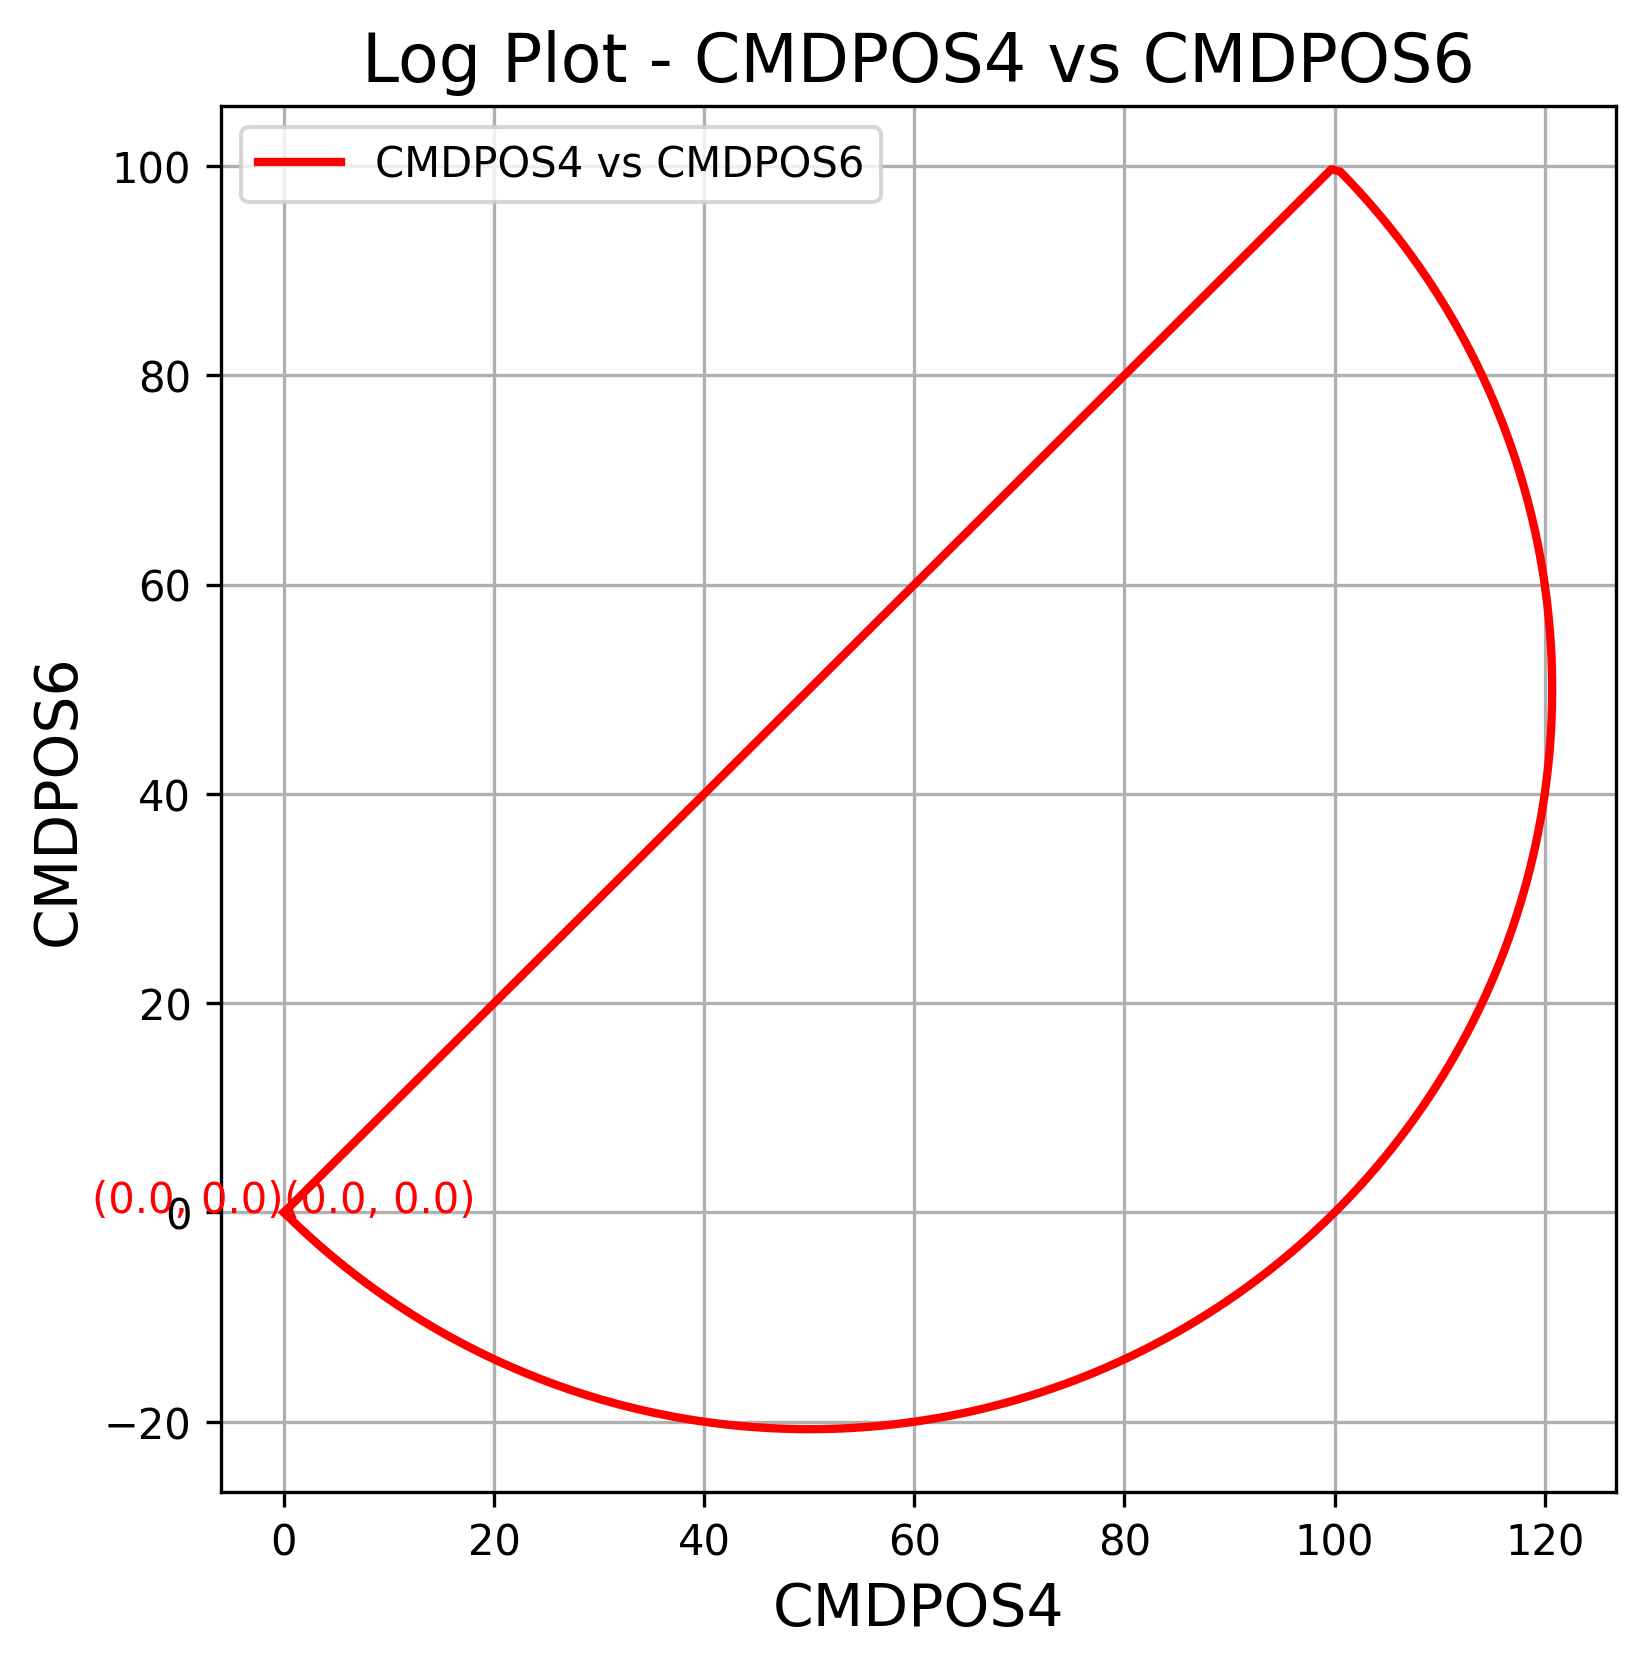 Log Plot - CMDPOS4 vs CMDPOS6
CMDPOS4 vs CMDPOS6
100
80
60
40
20
0
−20
CMDPOS6
(0.0, 0.0)(0.0, 0.0)
0 20 40 60 80 100 120
CMDPOS4